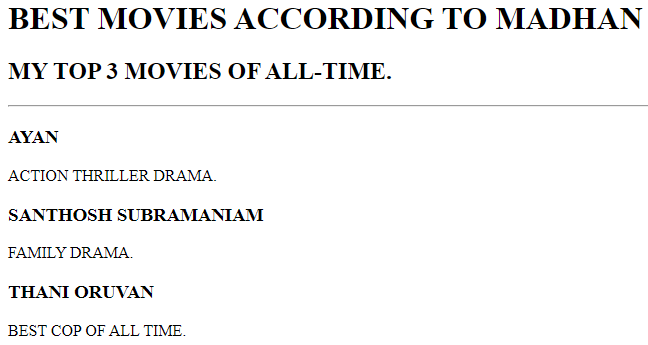 BEST MOVIES ACCORDING TO MADHAN
MY TOP 3 MOVIES OF ALL-TIME.
AYAN
ACTION THRILLER DRAMA.
SANTHOSH SUBRAMANIAM
FAMILY DRAMA.
THANI ORUVAN
BEST COP OF ALL TIME.